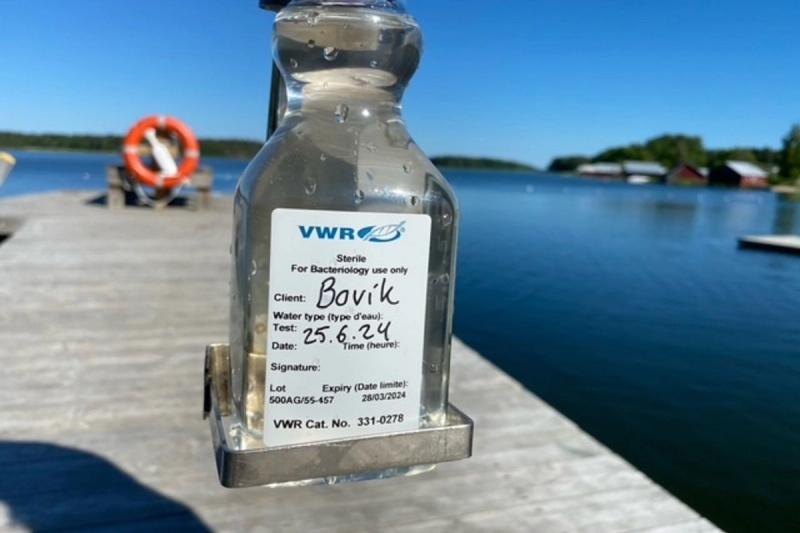 VWR
Sterile
For Bacteriology use only
Client: Bovik
Water type (type d'eau):
Test: 25.6.24
Date: Time (heure):
Signature:
Lot Expiry (Date limite):
500AG/55-457 28/03/2024
VWR Cat. No. 331-0278